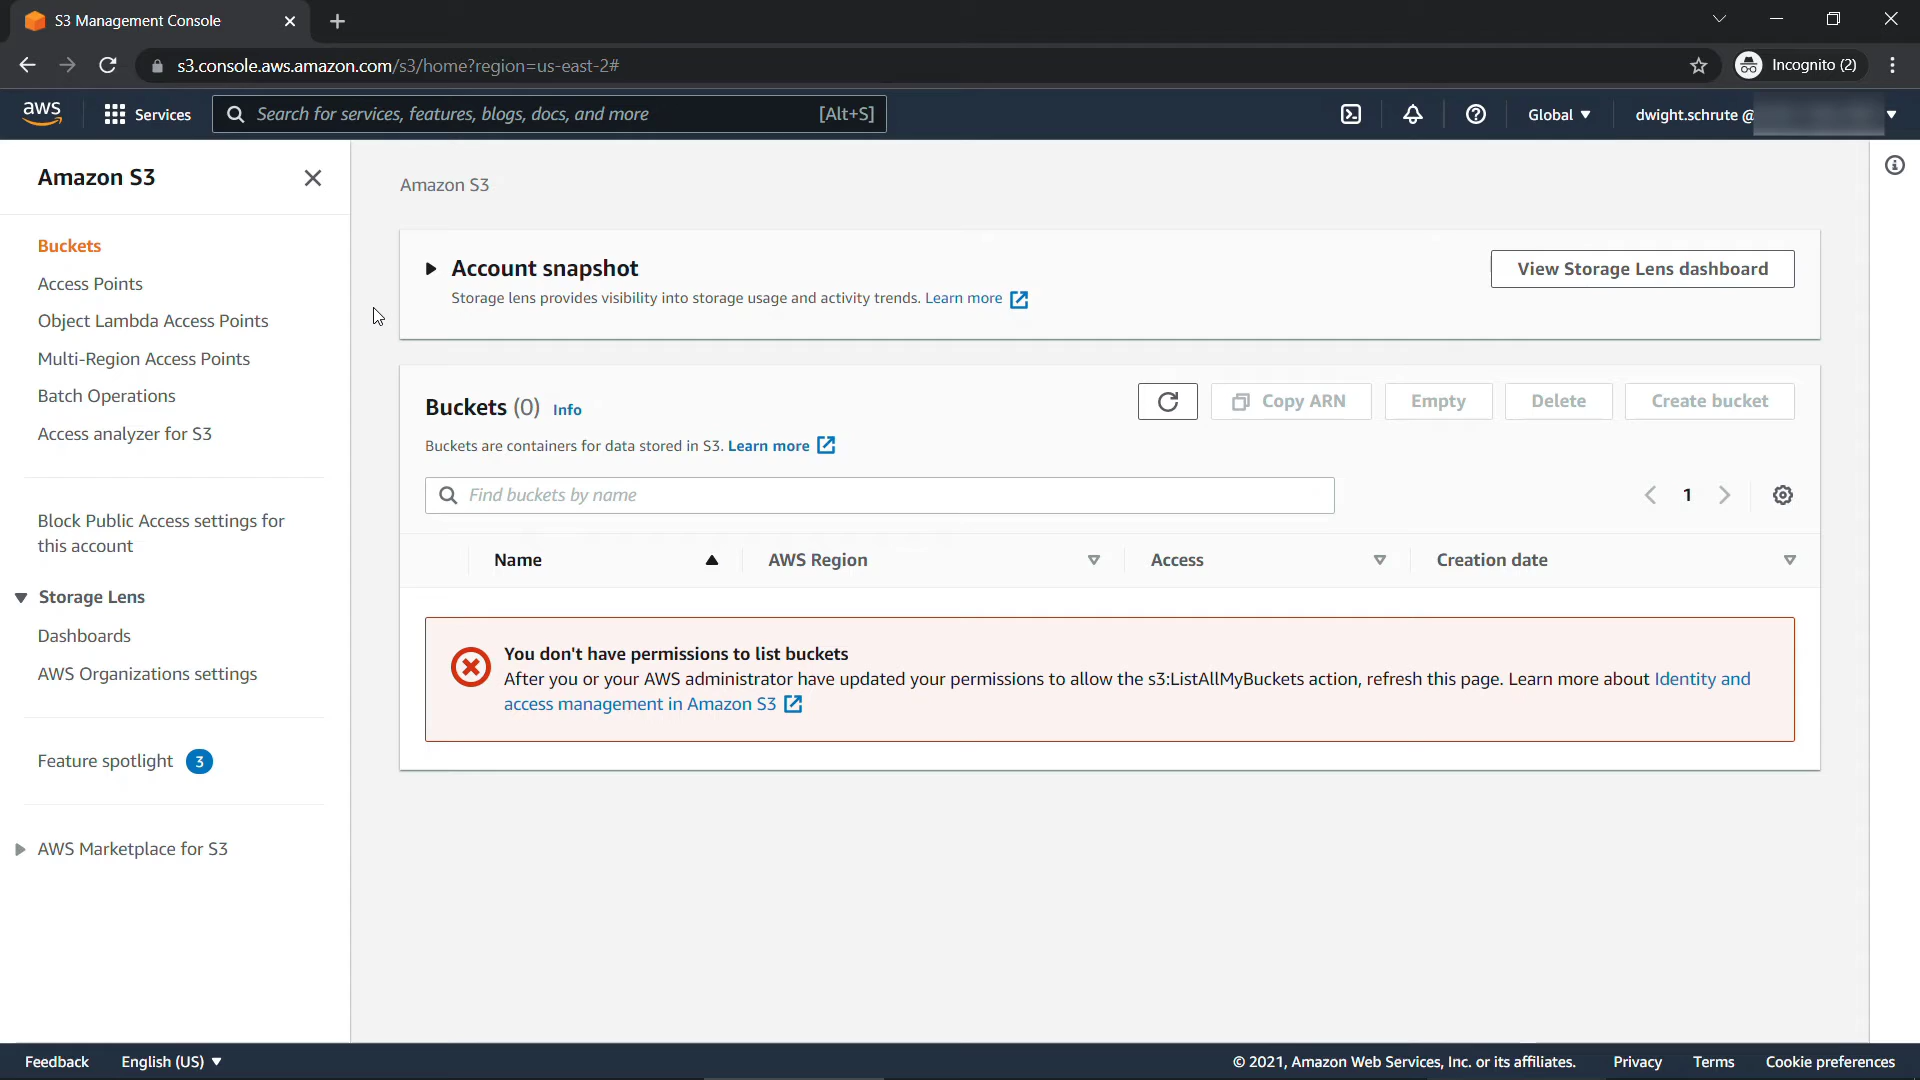 S3 Management Console
s3.console.aws.amazon.com/s3/home?region=us-east-2#
Incognito (2)
aws
Services
Search for services, features, blogs, docs, and more
[Alt+S]
Global
dwight.schrute @
Amazon S3
Buckets
Access Points
Object Lambda Access Points
Multi-Region Access Points
Batch Operations
Access analyzer for S3
Block Public Access settings for
this account
Storage Lens
Dashboards
AWS Organizations settings
Feature spotlight 3
AWS Marketplace for S3
Amazon S3
Account snapshot
Storage lens provides visibility into storage usage and activity trends. Learn more
View Storage Lens dashboard
Buckets (0) Info
Copy ARN
Empty
Delete
Create bucket
Buckets are containers for data stored in S3. Learn more
Find buckets by name
1
Name
AWS Region
Access
Creation date
You don't have permissions to list buckets
After you or your AWS administrator have updated your permissions to allow the s3:ListAllMyBuckets action, refresh this page. Learn more about Identity and
access management in Amazon S3
Feedback
English (US)
© 2021, Amazon Web Services, Inc. or its affiliates.
Privacy
Terms
Cookie preferences